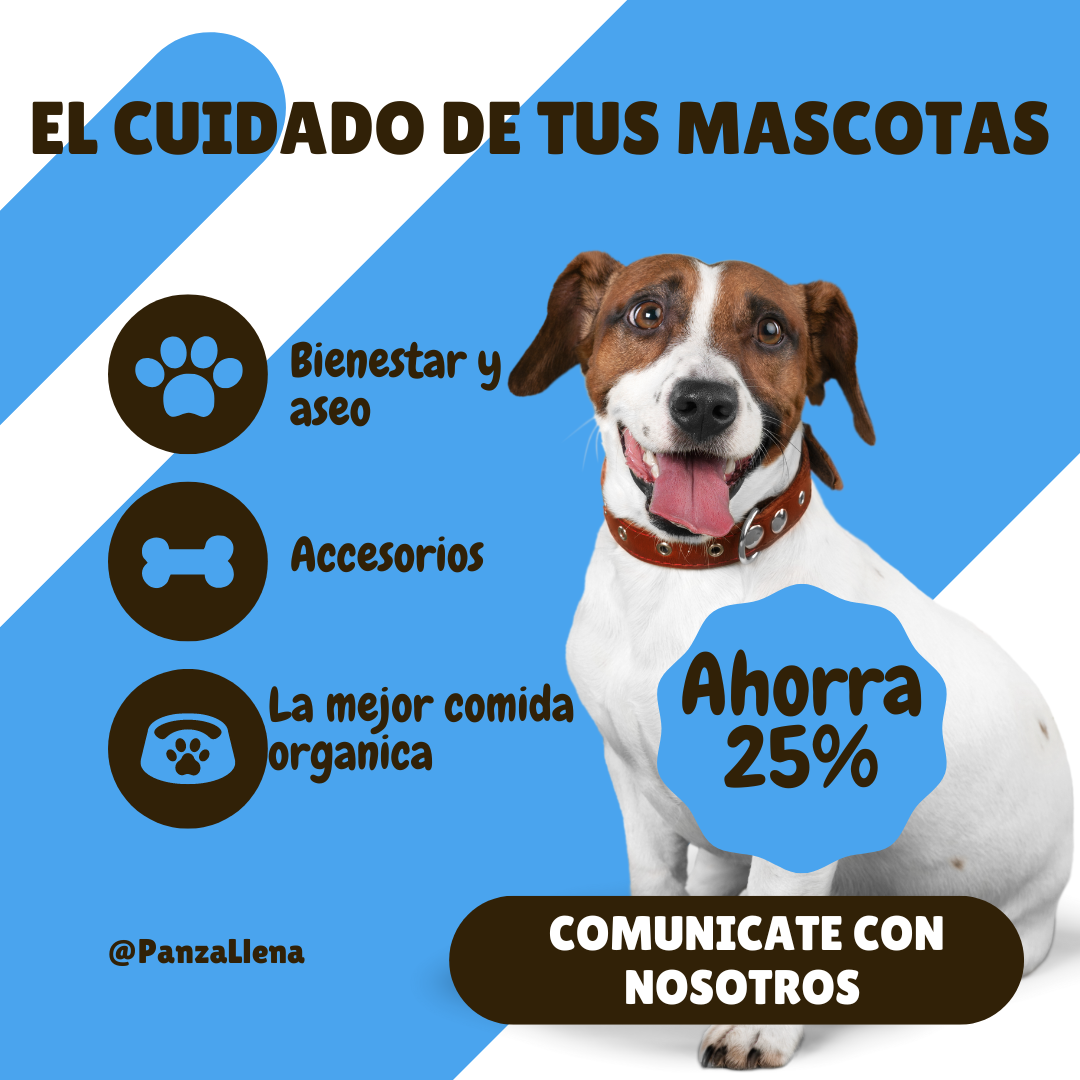 EL CUIDADO DE TUS MASCOTAS
Bienestar y
aseo
Accesorios
La mejor comida
organica
Ahorra
25%
@PanzaLlena
COMUNICATE CON
NOSOTROS